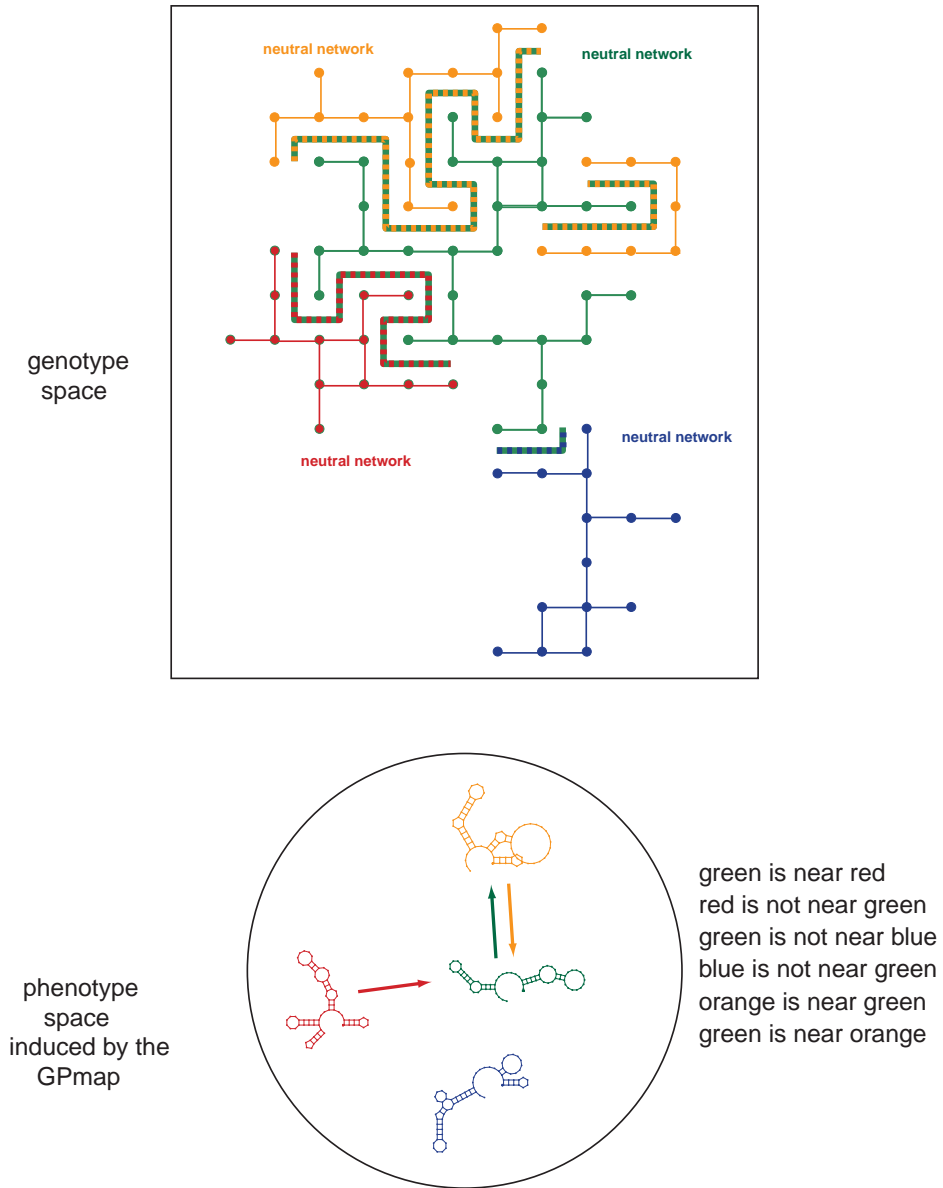 neutral network
neutral network
genotype
space
neutral network
neutral network
green is near red
red is not near green
green is not near blue
blue is not near green
orange is near green
green is near orange
phenotype
space
induced by the
GPmap